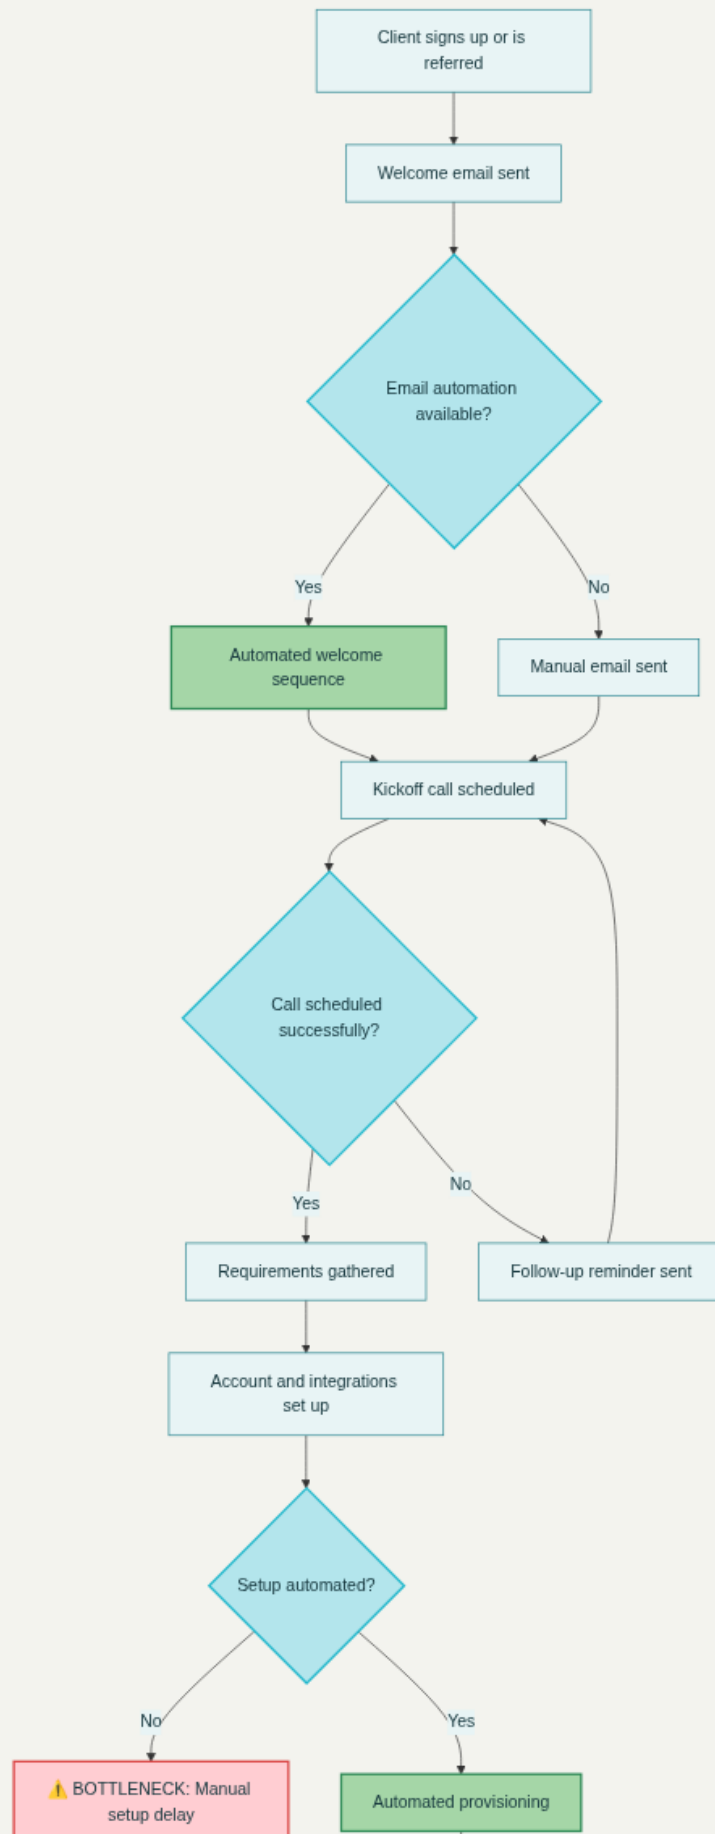 Client signs up or is
referred
Welcome email sent
Email automation
available?
Yes
No
Automated welcome
sequence
Manual email sent
Kickoff call scheduled
Call scheduled
successfully?
Yes
No
Requirements gathered
Follow-up reminder sent
Account and integrations
set up
Setup automated?
No
Yes
⚠️ BOTTLENECK: Manual
setup delay
Automated provisioning